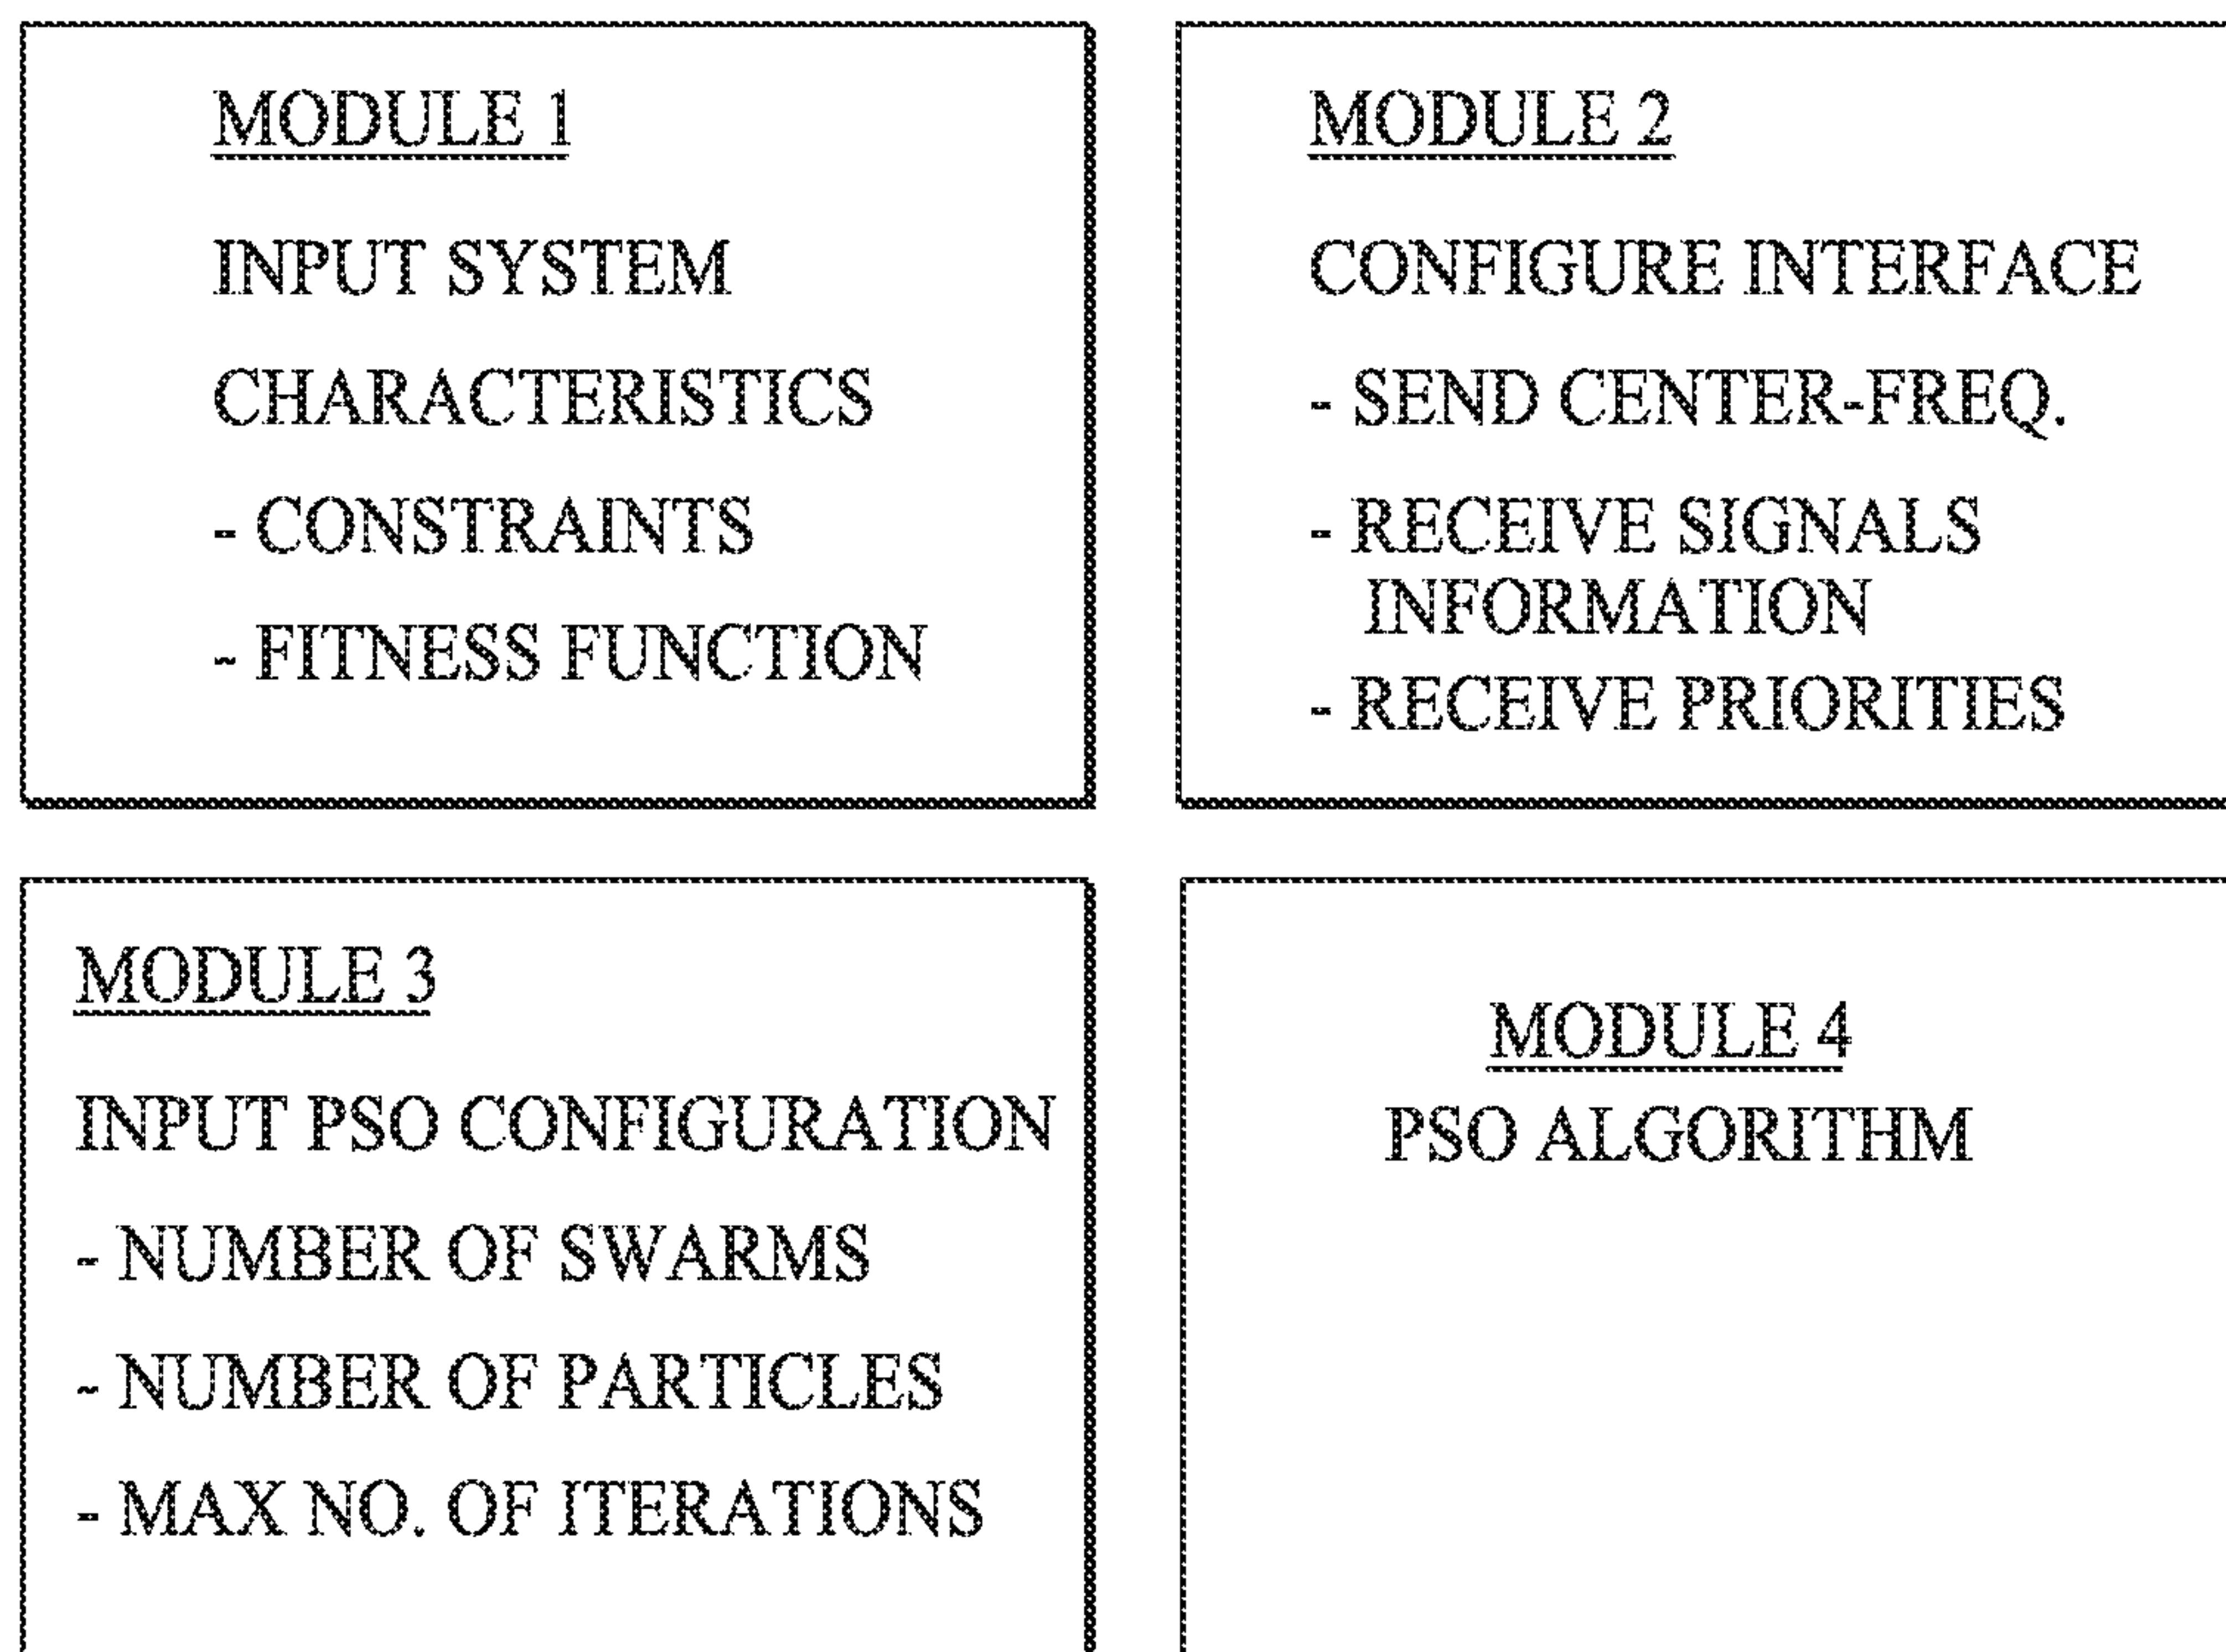 MODULE 1
INPUT SYSTEM
CHARACTERISTICS
- CONSTRAINTS
- FITNESS FUNCTION
MODULE 2
CONFIGURE INTERFACE
- SEND CENTER-FREQ.
- RECEIVE SIGNALS
INFORMATION
- RECEIVE PRIORITIES
MODULE 3
INPUT PSO CONFIGURATION
- NUMBER OF SWARMS
- NUMBER OF PARTICLES
- MAX NO. OF ITERATIONS
MODULE 4
PSO ALGORITHM